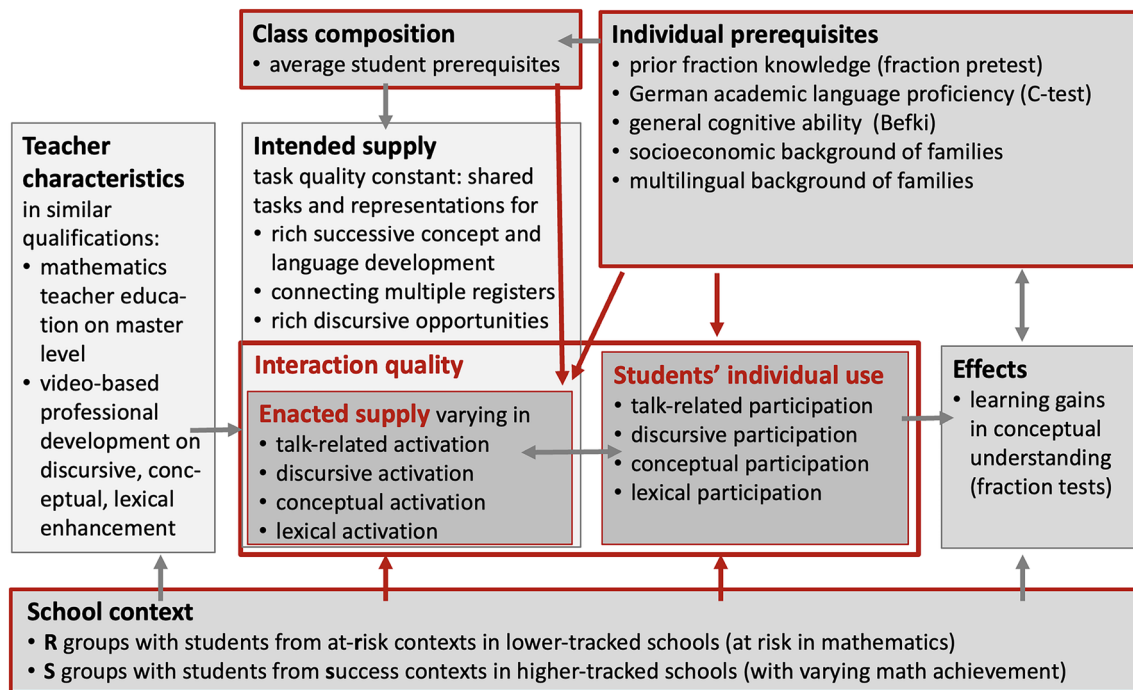 Class composition
• average student prerequisites
Individual prerequisites
• prior fraction knowledge (fraction pretest)
• German academic language proficiency (C-test)
• general cognitive ability (Befki)
• socioeconomic background of families
• multilingual background of families
Teacher
characteristics
in similar
qualifications:
• mathematics
teacher educa-
tion on master
level
• video-based
professional
development on
discursive, conc-
eptual, lexical
enhancement
Intended supply
task quality constant: shared
tasks and representations for
• rich successive concept and
language development
• connecting multiple registers
• rich discursive opportunities
Interaction quality
Enacted supply varying in
• talk-related activation
• discursive activation
• conceptual activation
• lexical activation
Students’ individual use
• talk-related participation
• discursive participation
• conceptual participation
• lexical participation
Effects
• learning gains
in conceptual
understanding
(fraction tests)
School context
• R groups with students from at-risk contexts in lower-tracked schools (at risk in mathematics)
• S groups with students from success contexts in higher-tracked schools (with varying math achievement)